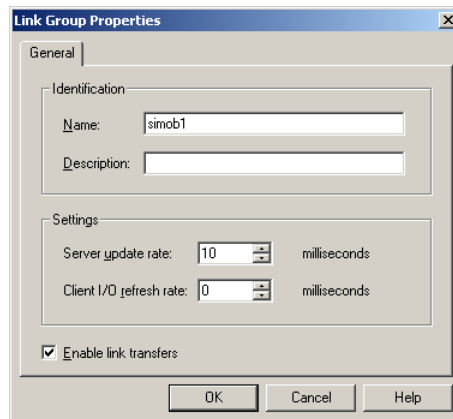 Link Group Properties
General
Identification
Name: simob1
Description:
Settings
Server update rate: 10 milliseconds
Client I/O refresh rate: 0 milliseconds
Enable link transfers
OK Cancel Help